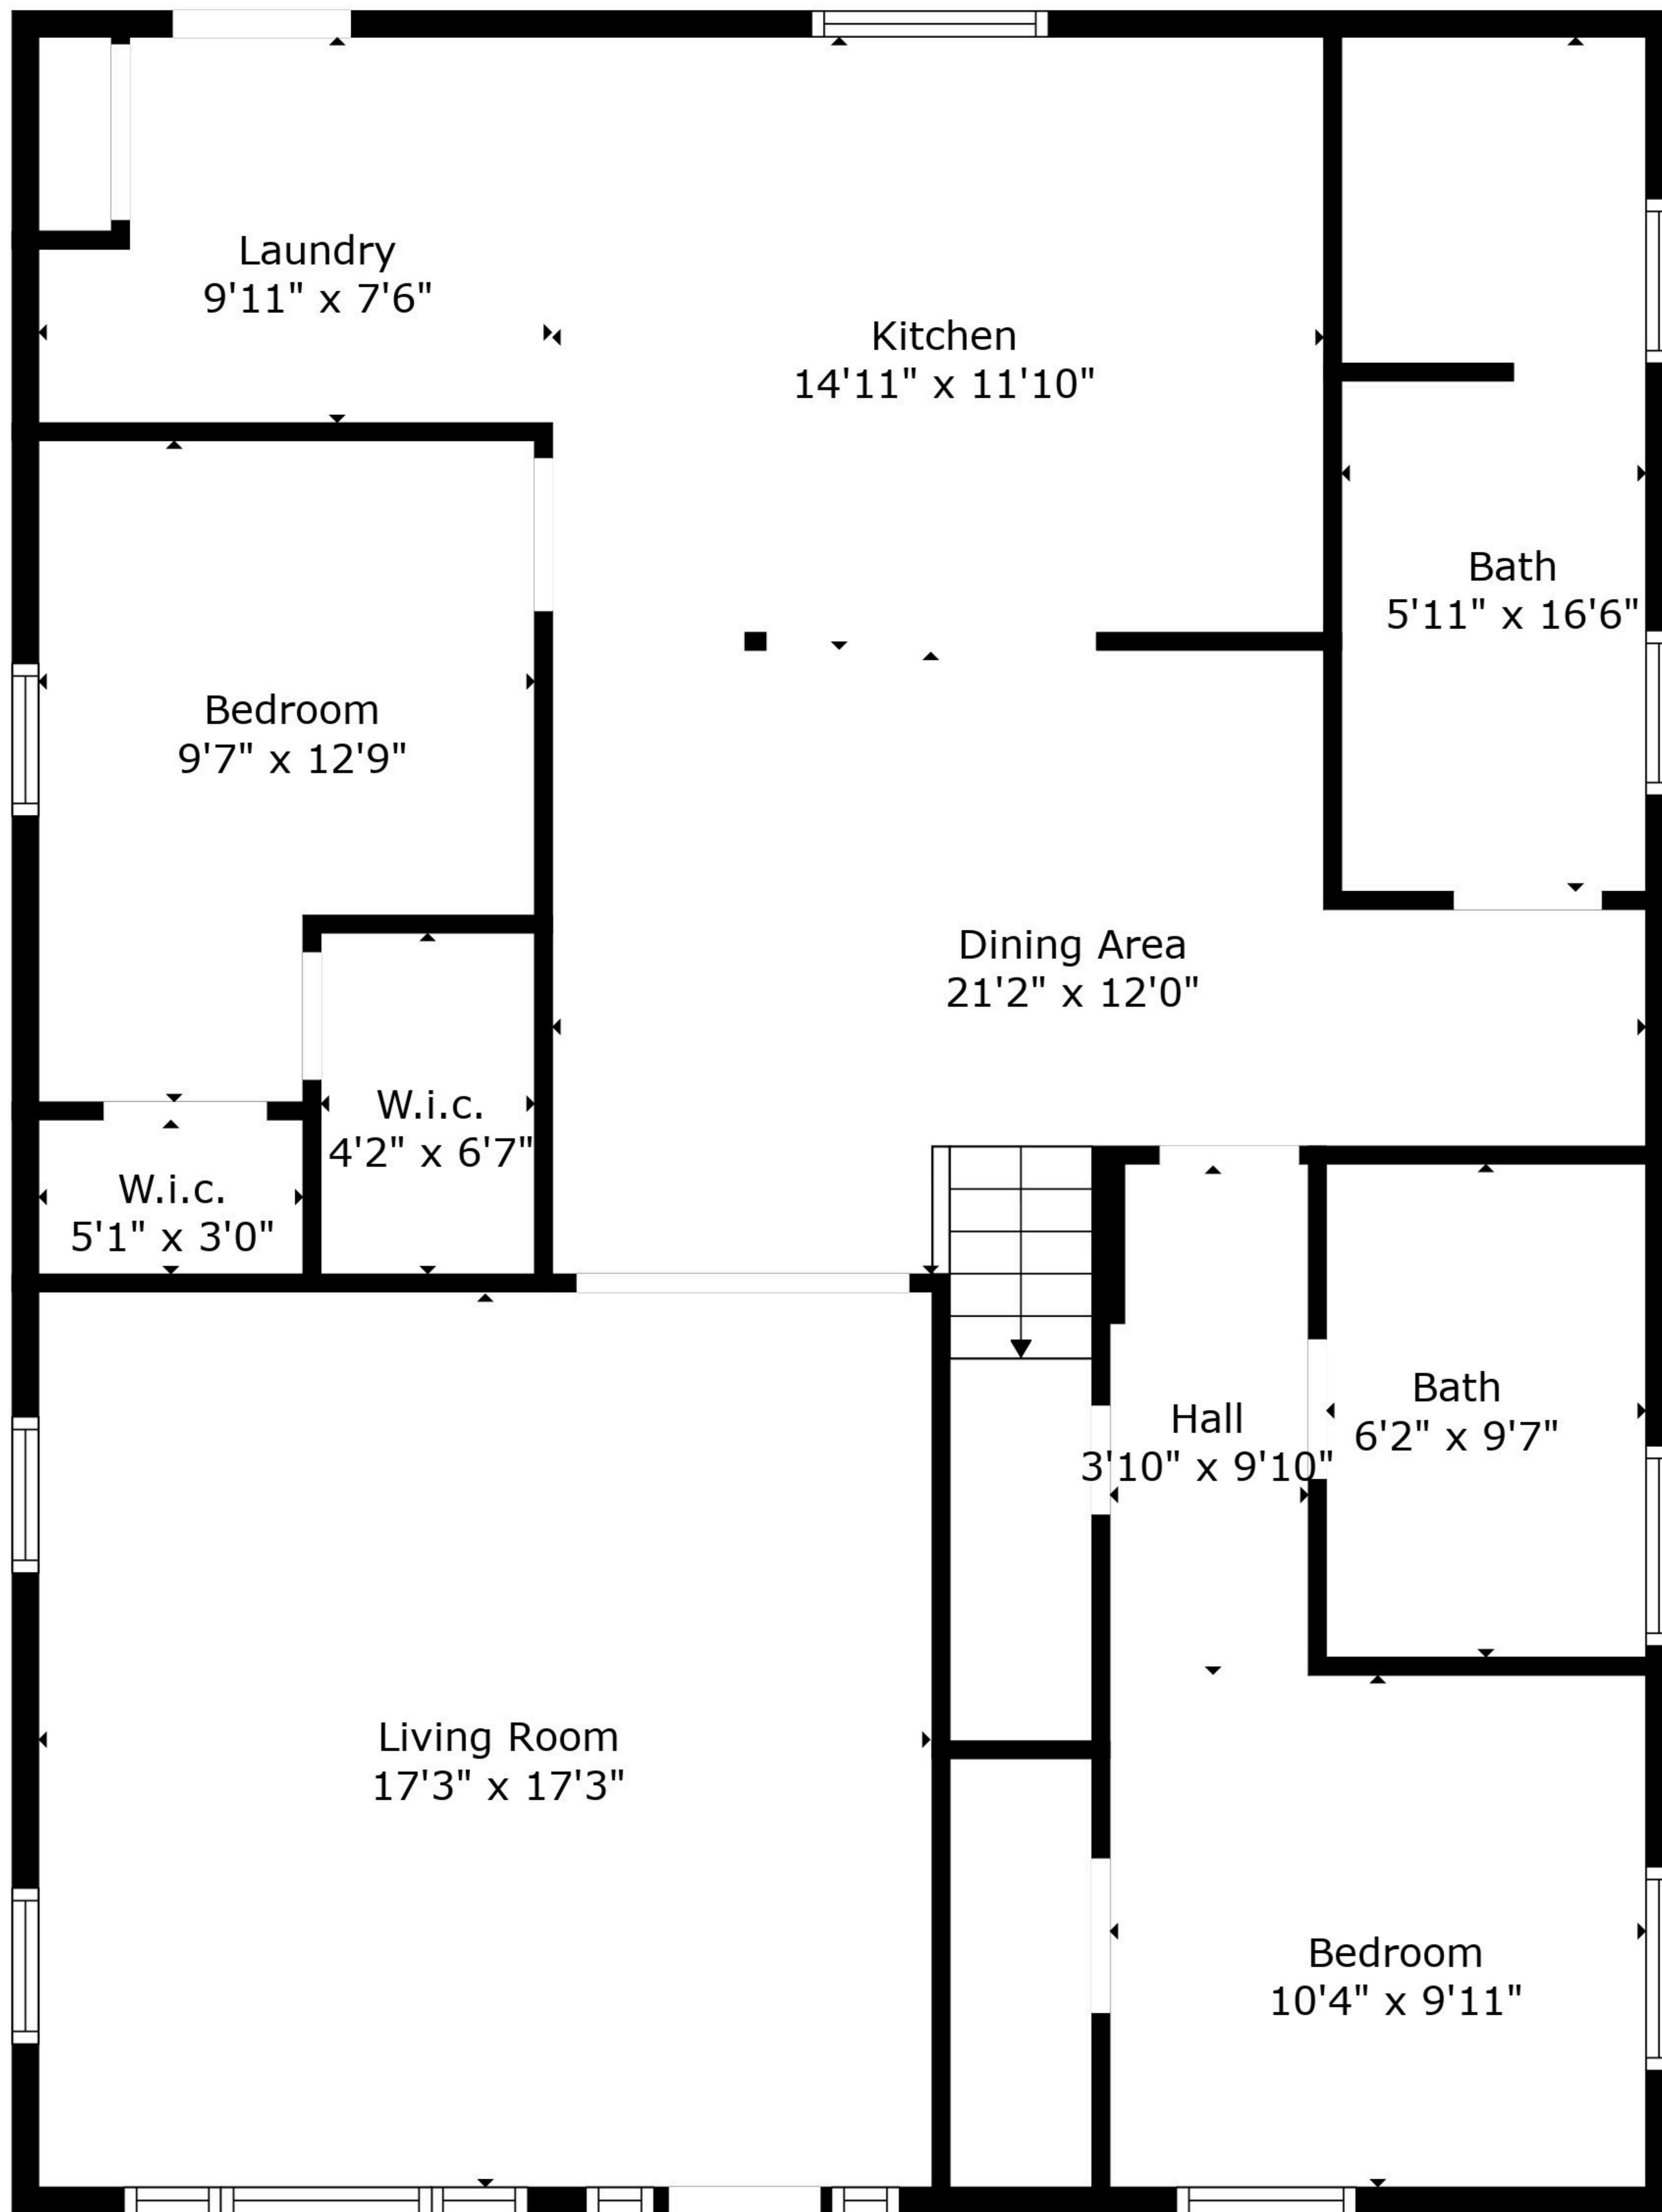 Laundry
9'11" x 7'6"
Kitchen
14'11" x 11'10"
Bath
5'11" x 16'6"
Bedroom
9'7" x 12'9"
Dining Area
21'2" x 12'0"
W.i.c.
4'2" x 6'7"
W.i.c.
5'1" x 3'0"
Bath
6'2" x 9'7"
Hall
3'10" x 9'10"
Living Room
17'3" x 17'3"
Bedroom
10'4" x 9'11"